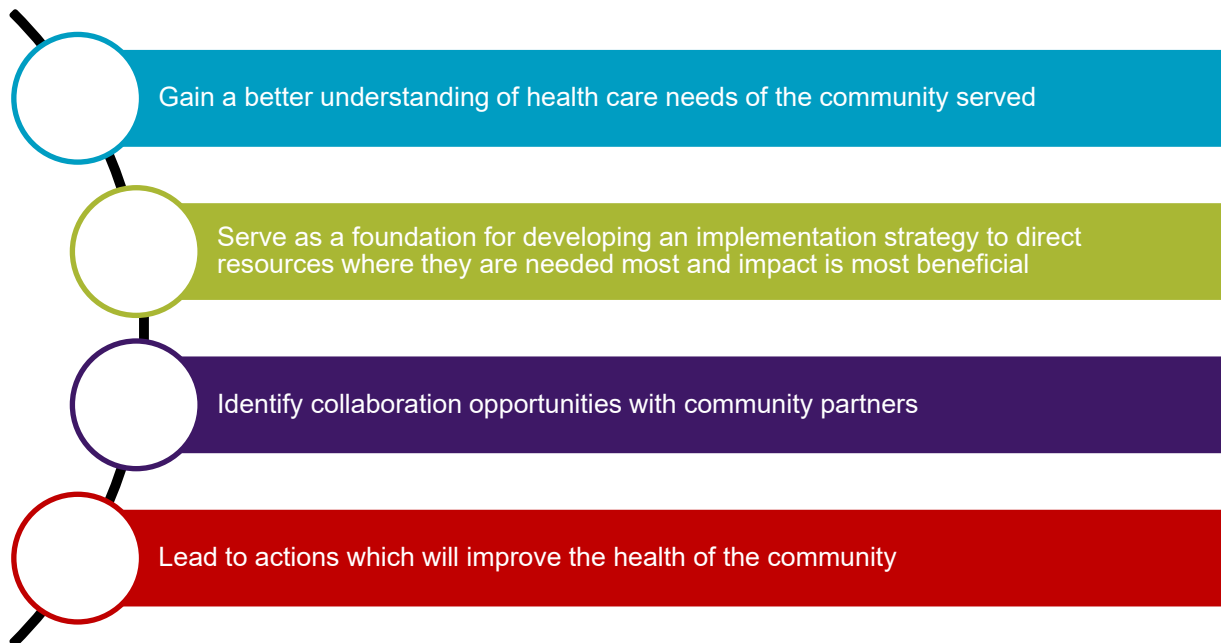 Gain a better understanding of health care needs of the community served
Serve as a foundation for developing an implementation strategy to direct
resources where they are needed most and impact is most beneficial
Identify collaboration opportunities with community partners
Lead to actions which will improve the health of the community